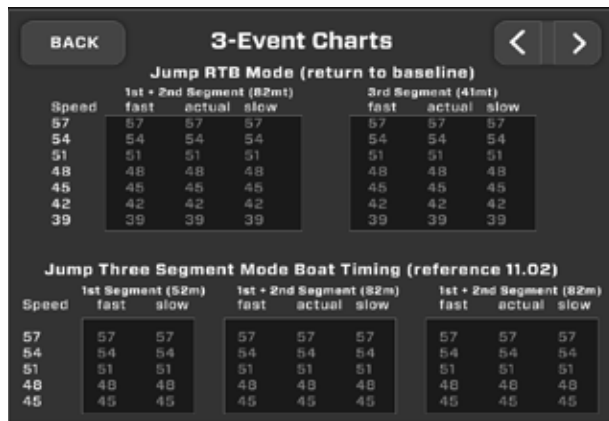 BACK 3-Event Charts < >
Jump RTB Mode (return to baseline)
1st + 2nd Segment (82mt) 3rd Segment (41mt)
Speed fast actual slow fast actual slow
57 57 57 57 57 57 57
54 54 54 54 54 54 54
51 51 51 51 51 51 51
48 48 48 48 48 48 48
45 45 45 45 45 45 45
42 42 42 42 42 42 42
39 39 39 39 39 39 39
Jump Three Segment Mode Boat Timing (reference 11.02)
1st Segment (52m) 1st + 2nd Segment (82m) 1st + 2nd Segment (82m)
Speed fast slow fast actual slow fast actual slow
57 57 57 57 57 57 57 57 57
54 54 54 54 54 54 54 54 54
51 51 51 51 51 51 51 51 51
48 48 48 48 48 48 48 48 48
45 45 45 45 45 45 45 45 45